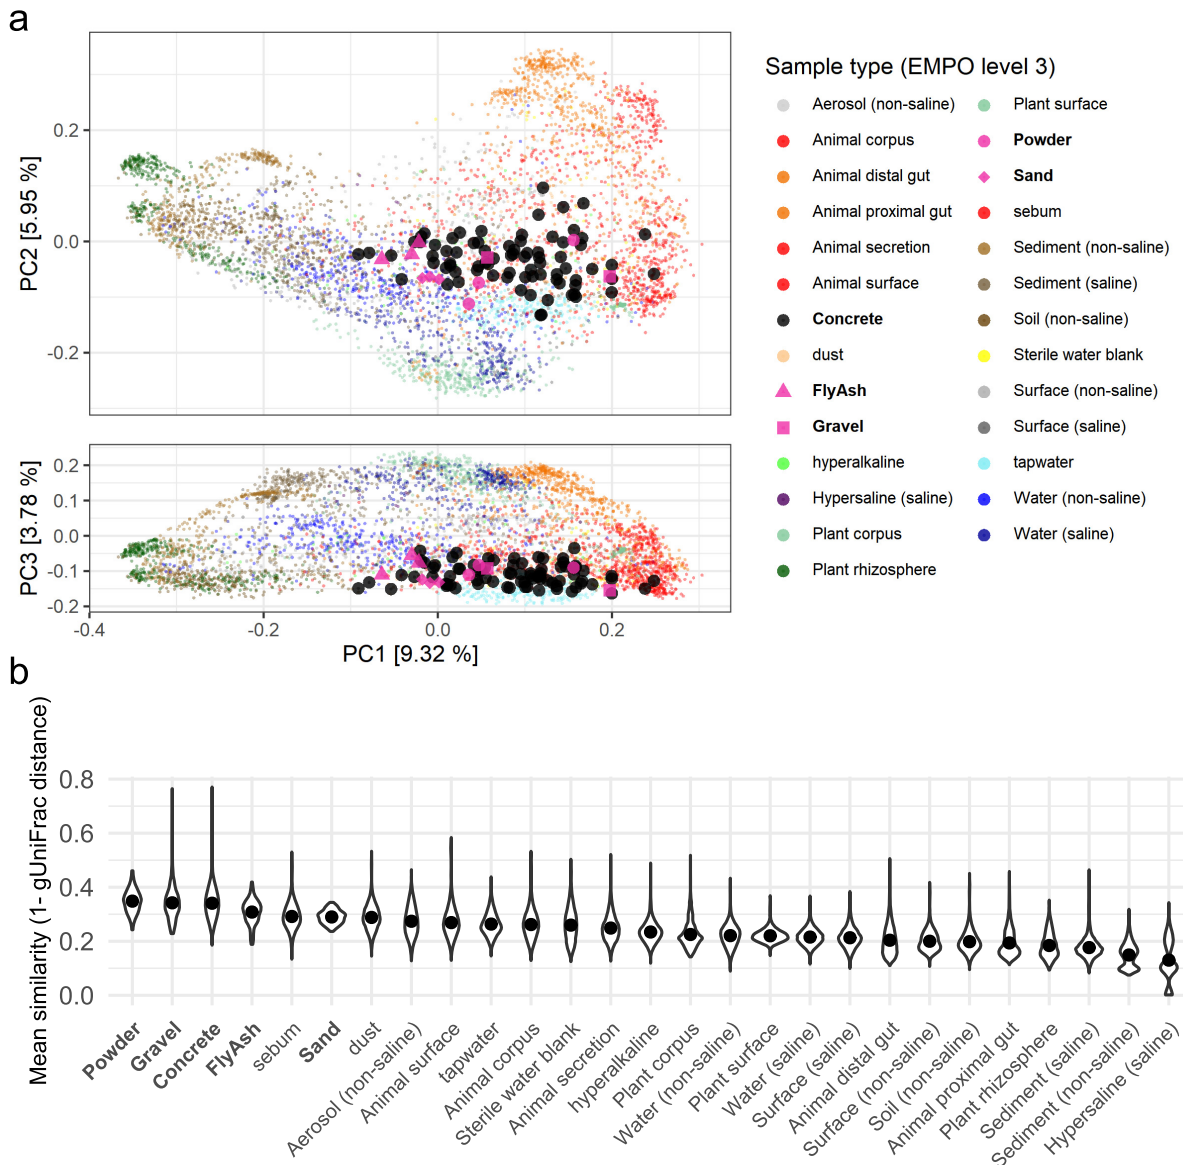 a
0.2
0.0
-0.2
PC2 [5.95 %]
0.2
0.1
0.0
-0.1
-0.2
PC3 [3.78 %]
-0.4
-0.2
0.0
0.2
PC1 [9.32 %]
Sample type (EMPO level 3)
Aerosol (non-saline)
Animal corpus
Animal distal gut
Animal proximal gut
Animal secretion
Animal surface
Concrete
dust
FlyAsh
Gravel
hyperalkaline
Hypersaline (saline)
Plant corpus
Plant rhizosphere
Plant surface
Powder
Sand
sebum
Sediment (non-saline)
Sediment (saline)
Soil (non-saline)
Sterile water blank
Surface (non-saline)
Surface (saline)
tapwater
Water (non-saline)
Water (saline)
b
Mean similarity (1- gUniFrac distance)
0.8
0.6
0.4
0.2
0.0
Powder
Gravel
Concrete
FlyAsh
sebum
Sand
dust
Aerosol (non-saline)
Animal surface
tapwater
Animal corpus
Sterile water blank
Animal secretion
hyperalkaline
Plant corpus
Water (non-saline)
Plant surface
Water (saline)
Surface (saline)
Animal distal gut
Surface (non-saline)
Soil (non-saline)
Animal proximal gut
Plant rhizosphere
Sediment (saline)
Sediment (non-saline)
Hypersaline (saline)